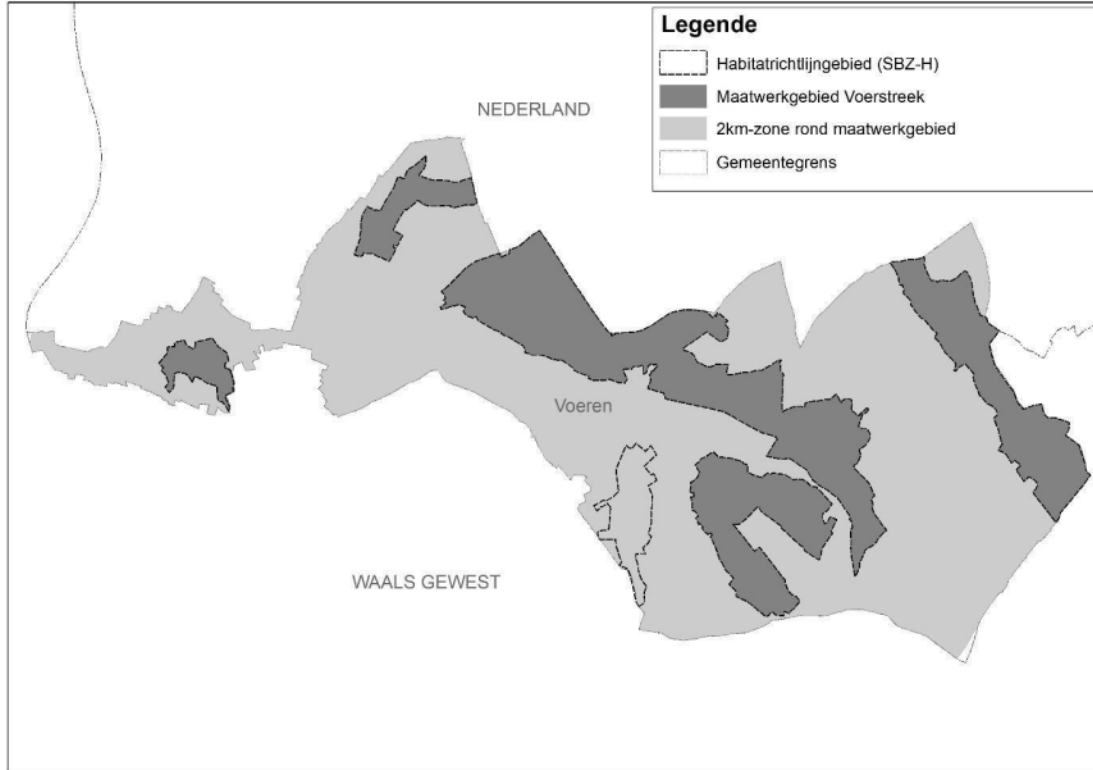 Legende
Habitatrichtlijngebied (SBZ-H)
Maatwerkgebied Voerstreek
2km-zone rond maatwerkgebied
Gemeentegrens
NEDERLAND
Voeren
WAALS GEWEST